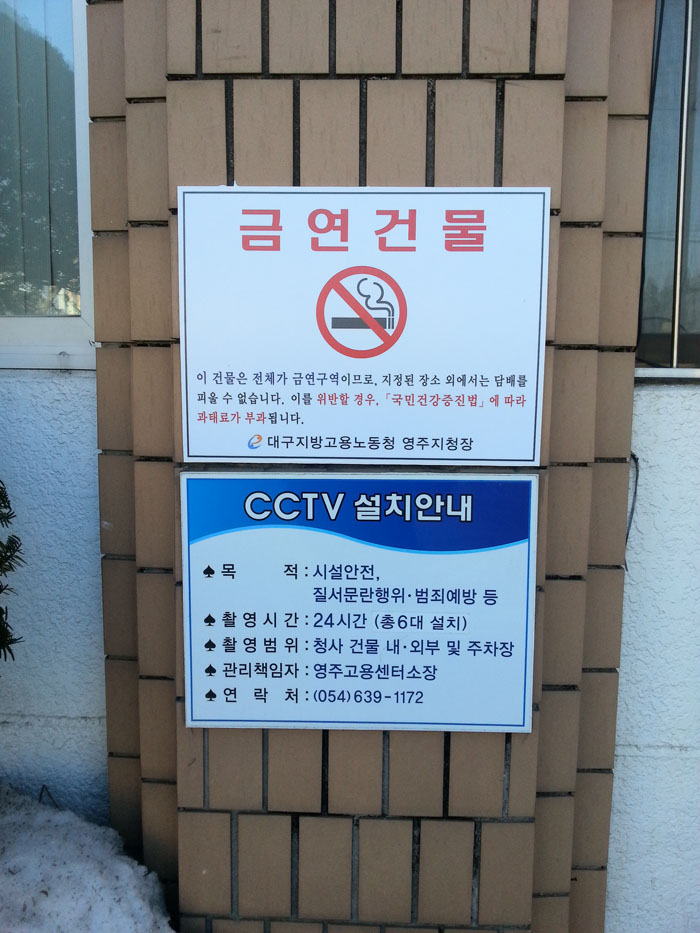 금연건물
이 건물은 전체가 금연구역이므로, 지정된 장소 외에서는 담배를
피울 수 없습니다. 이를 위반할 경우, 「국민건강증진법」에 따라
과태료가 부과됩니다.
대구지방고용노동청 영주지청장
CCTV 설치안내
♠ 목 적 : 시설안전,
질서문란행위·범죄예방 등
♠ 촬영시간 : 24시간 (총6대 설치)
♠ 촬영범위 : 청사 건물 내·외부 및 주차장
♠ 관리책임자 : 영주고용센터소장
♠ 연 락 처 : (054)639-1172